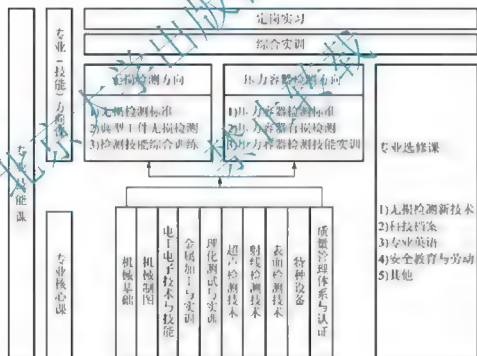 顶岗实习
综合实训
专业(技能)方向课
无损检测方向
1)无损检测标准
2)典型工件无损检测
3)检测技能综合训练
压力容器检测方向
1)压力容器检测标准
2)压力容器有损检测
3)压力容器检测技能实训
专业技能课
专业核心课
机械基础
机械制图
电工电子技术与技能
金属加工与实训
理化测试与实训
超声检测技术
射线检测技术
表面检测技术
特种设备
质量管理体系与认证
专业选修课
1)无损检测新技术
2)科技档案
3)专业英语
4)安全教育与劳动
5)其他